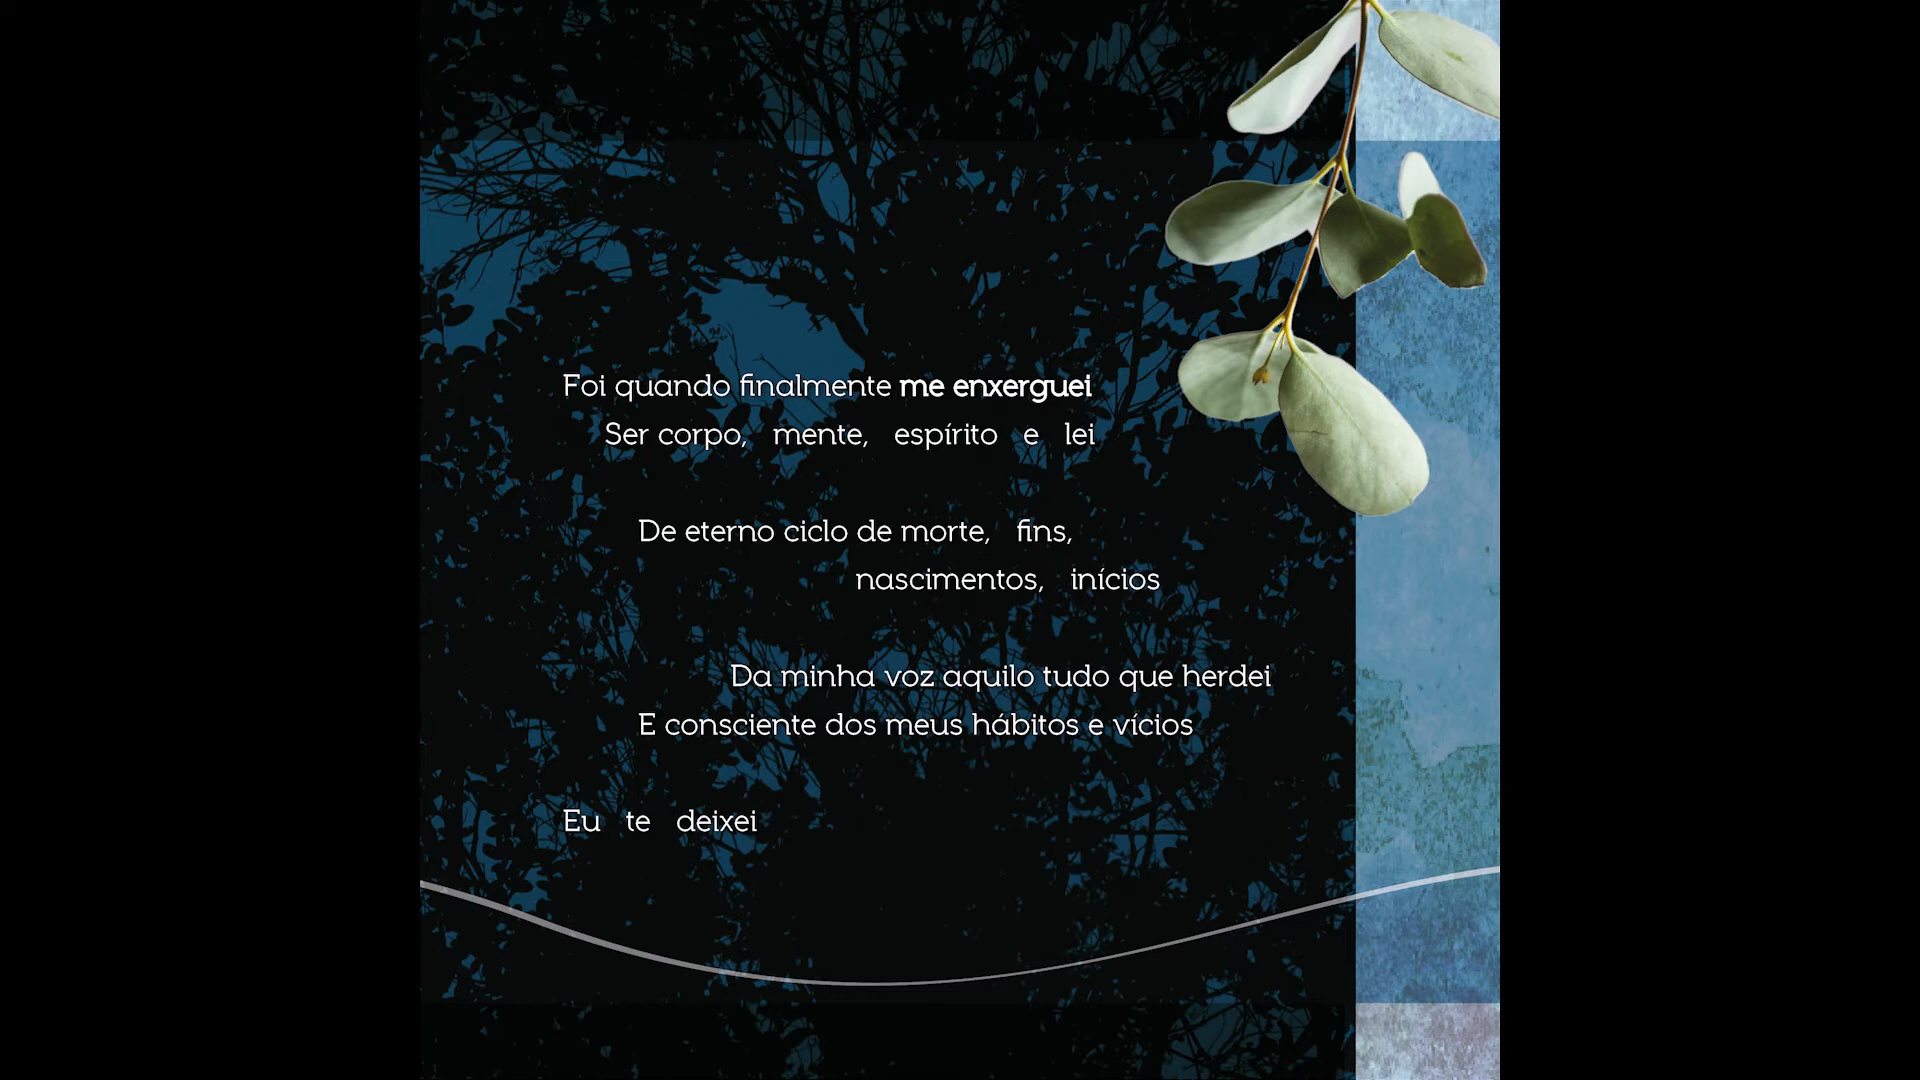 Foi quando finalmente me enxerguei
Ser corpo, mente, espírito e lei
De eterno ciclo de morte, fins,
nascimentos, inícios
Da minha voz aquilo tudo que herdei
E consciente dos meus hábitos e vícios
Eu te deixei